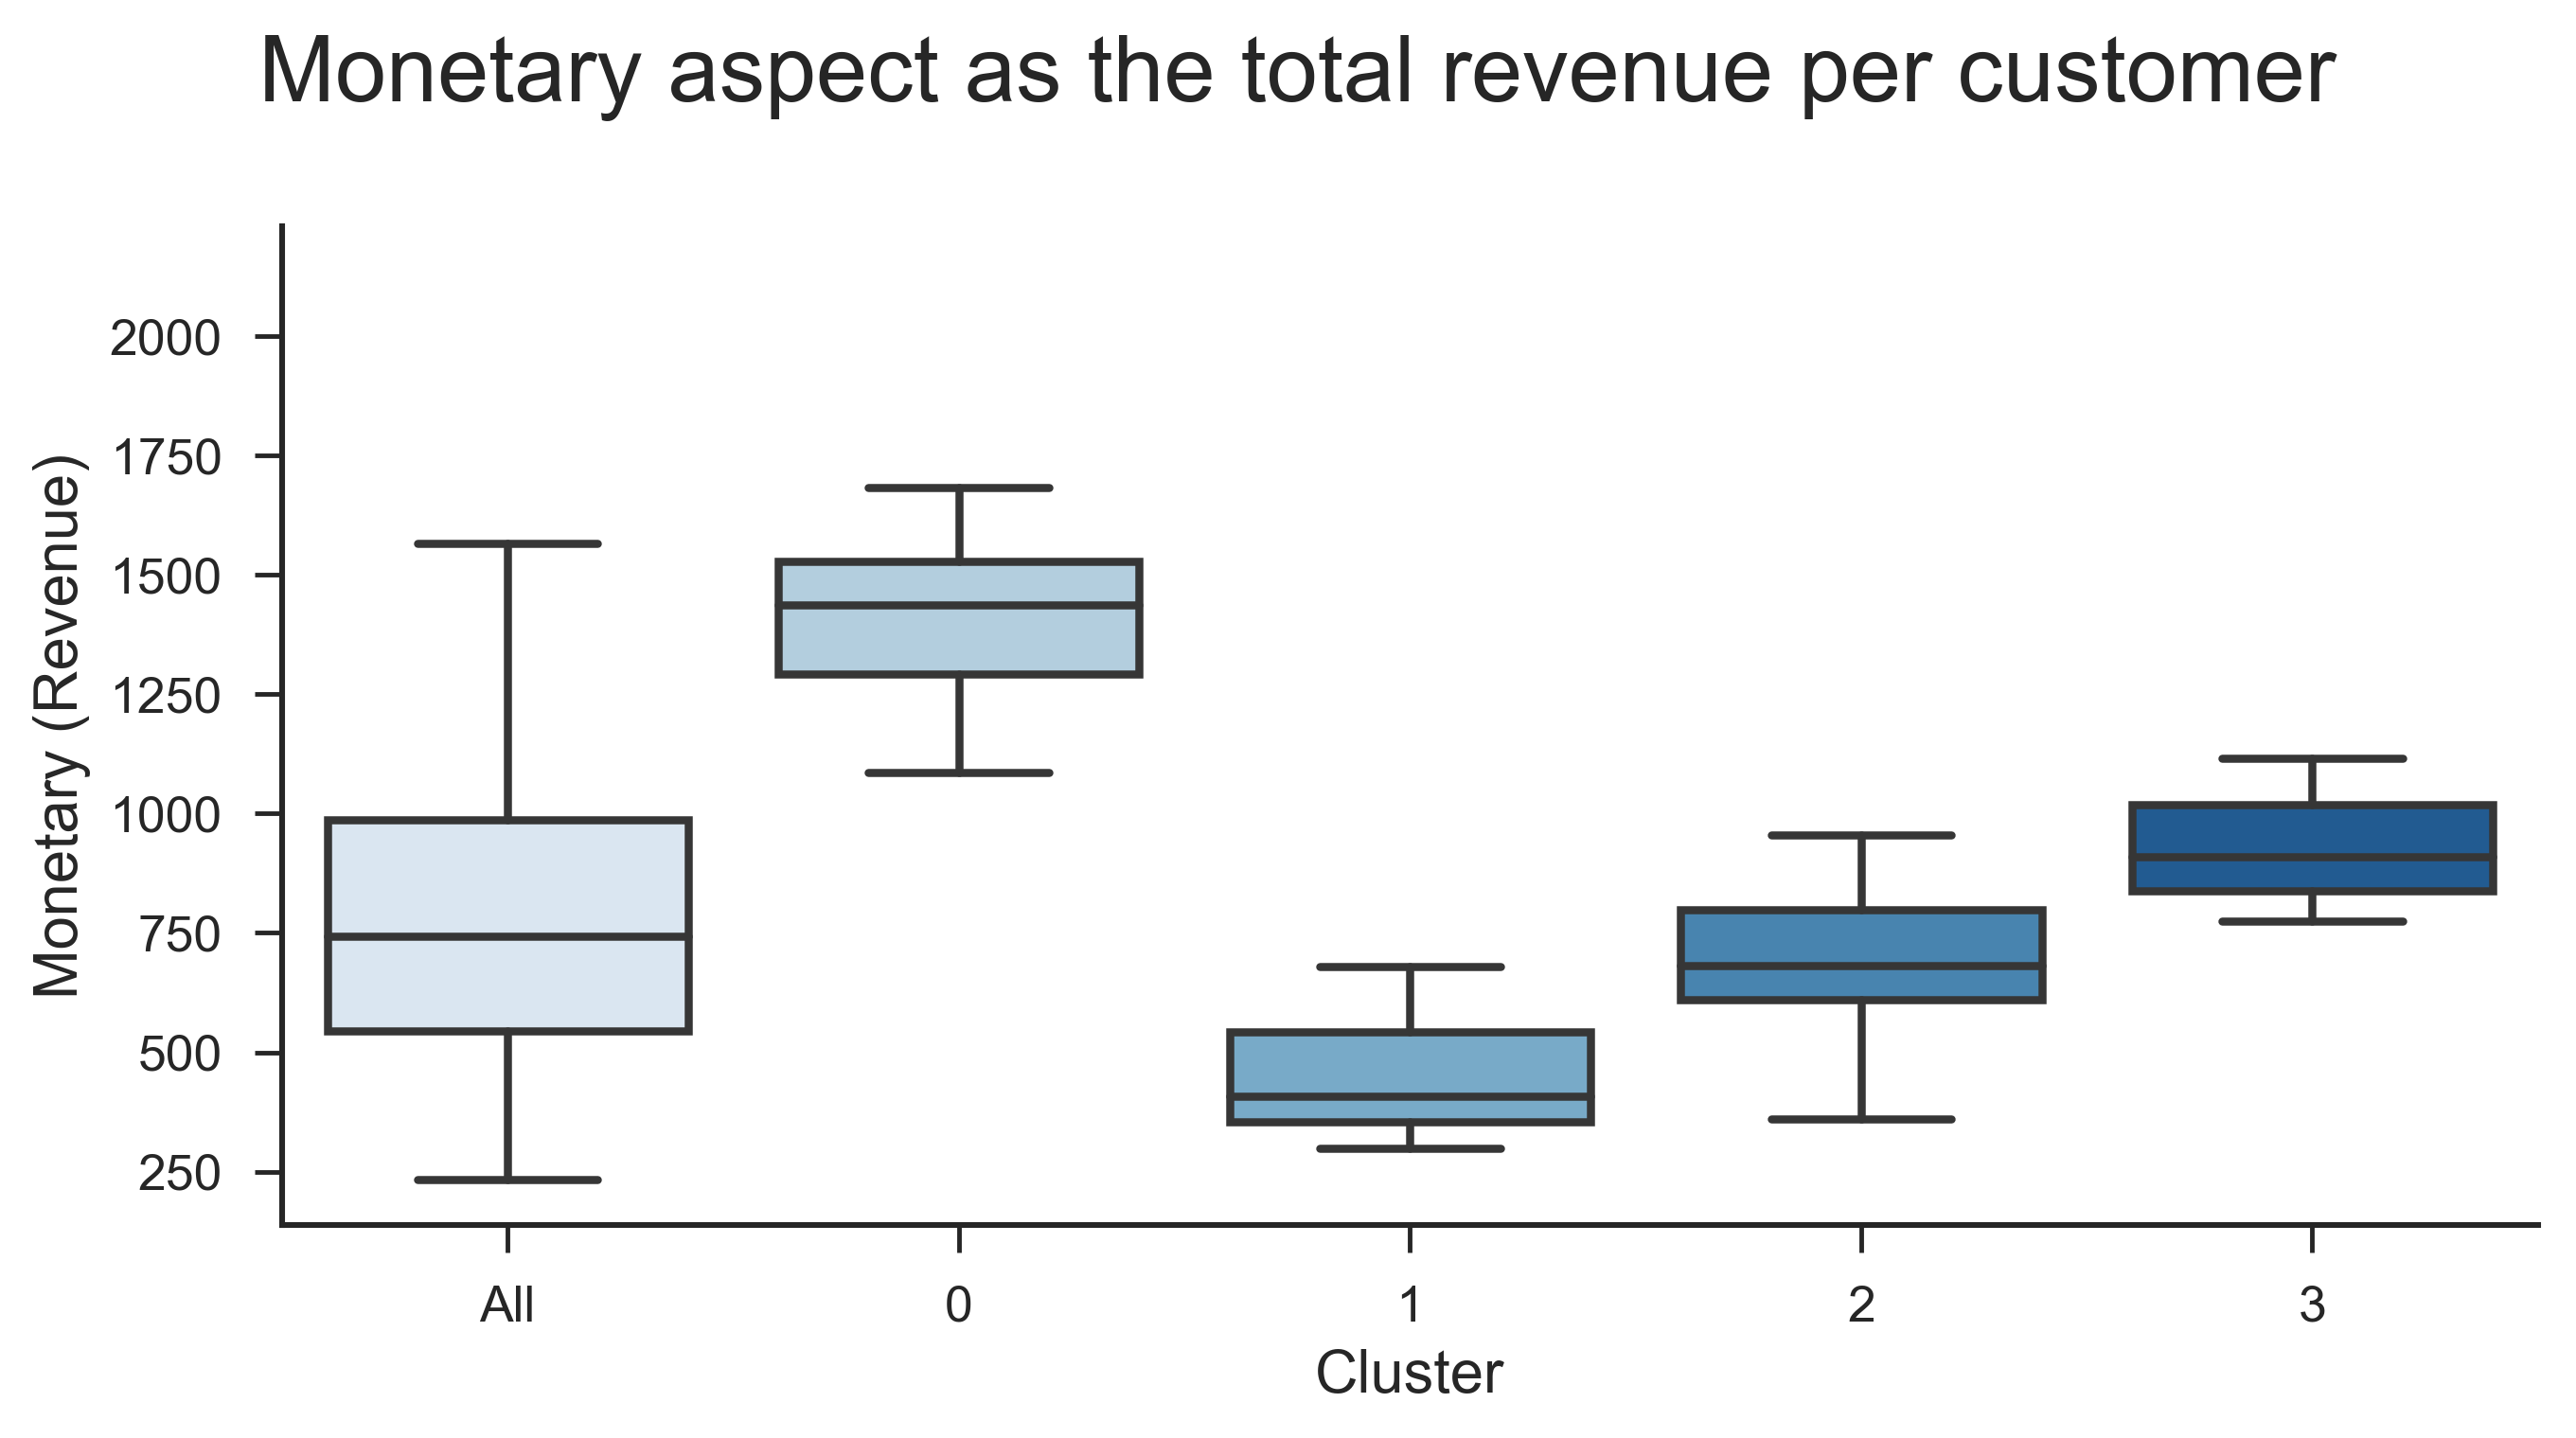 Monetary aspect as the total revenue per customer
Monetary (Revenue)
2000
1750
1500
1250
1000
750
500
250
All 0 1 2 3
Cluster